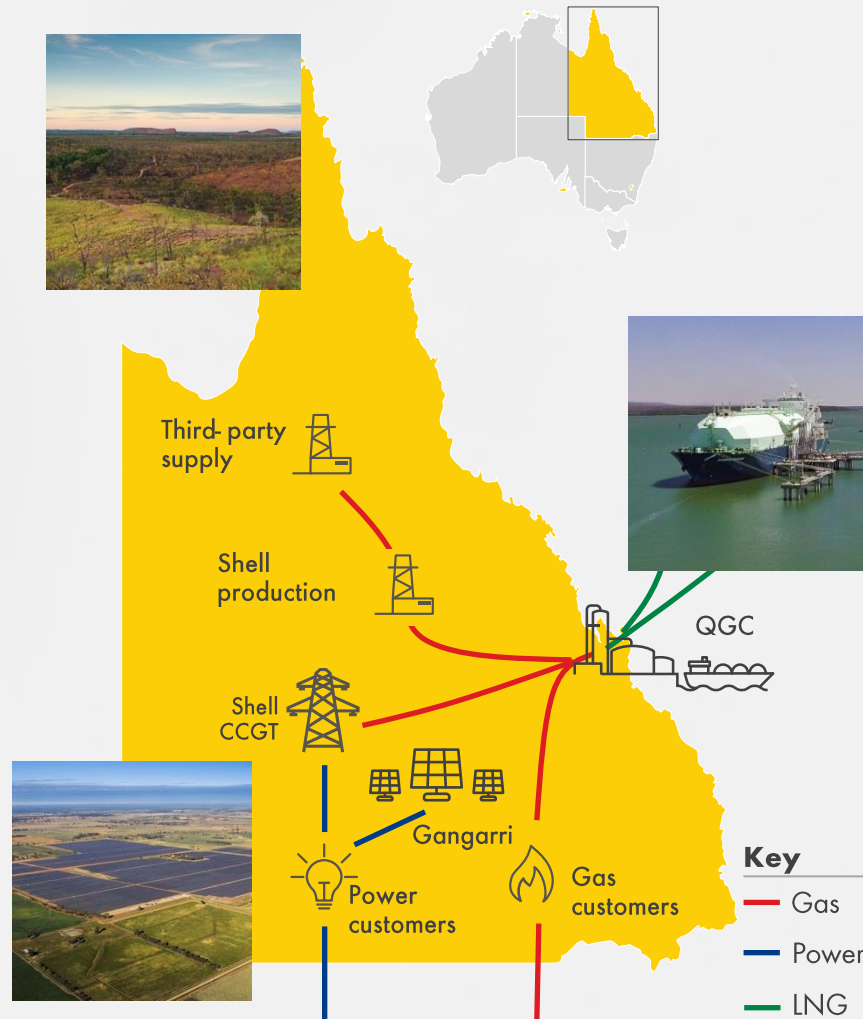 Third- party
supply
Shell
production
QGC
Shell
CCGT
Gangarri
Power
customers
Gas
customers
Key
Gas
Power
LNG